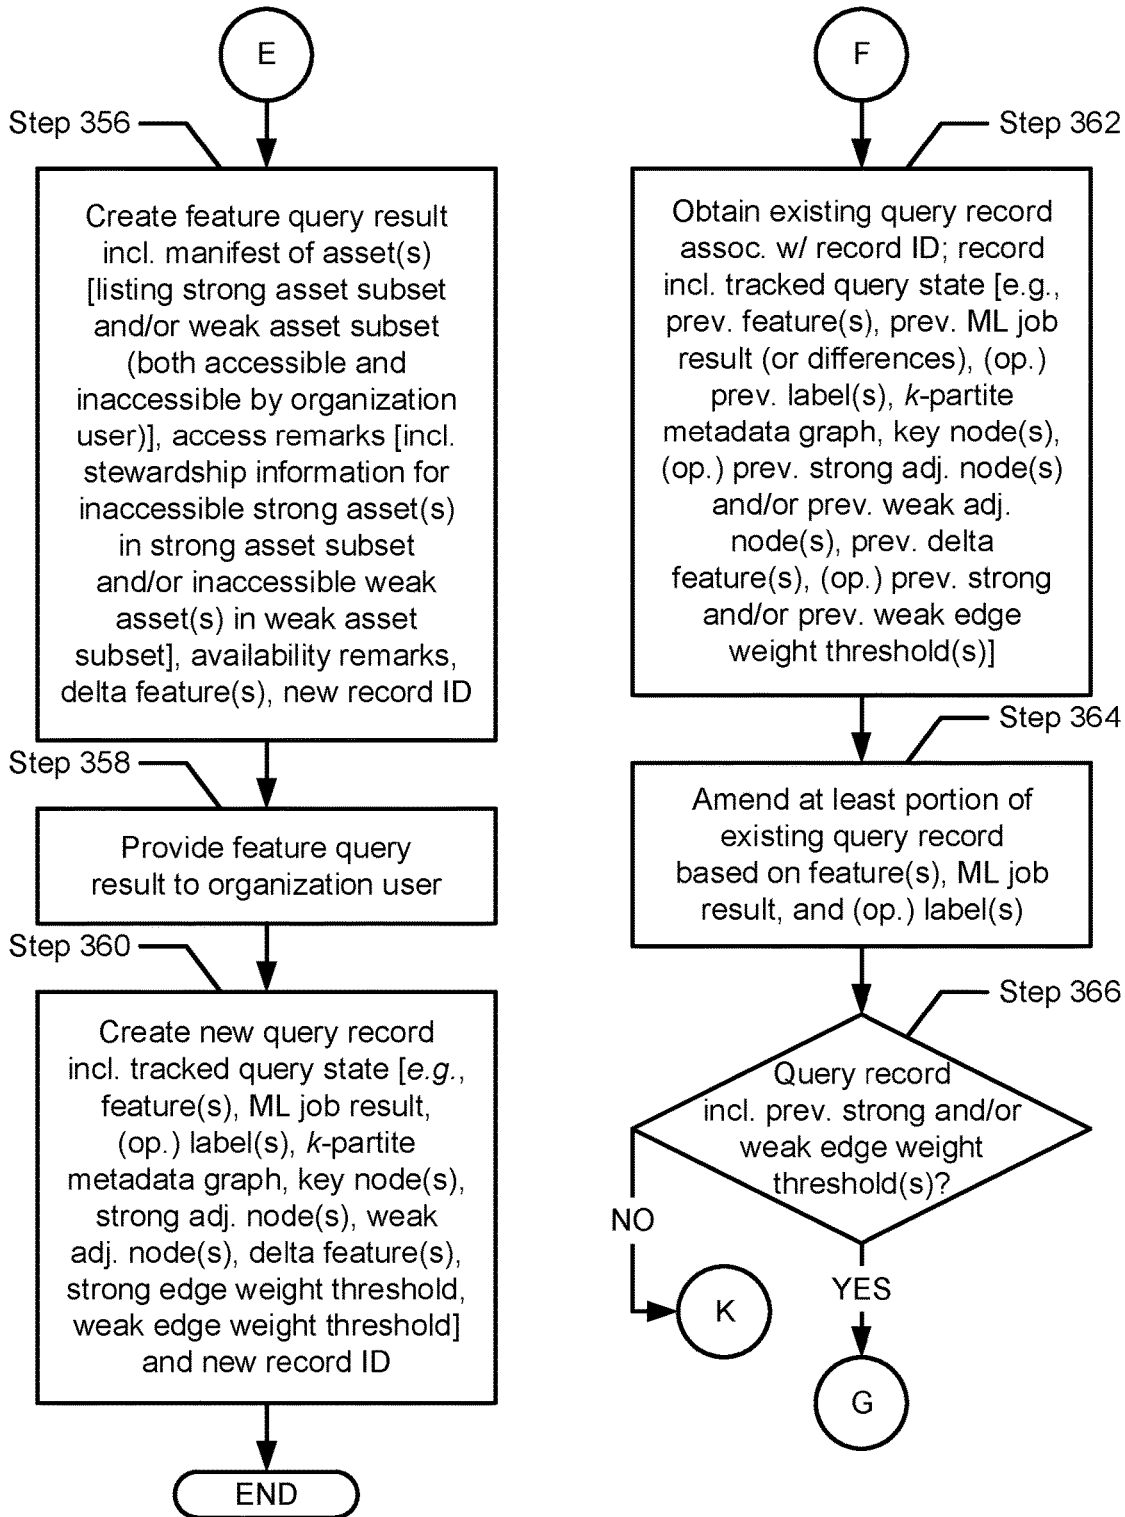 E
Step 356
Create feature query result
incl. manifest of asset(s)
[listing strong asset subset
and/or weak asset subset
(both accessible and
inaccessible by organization
user)], access remarks [incl.
stewardship information for
inaccessible strong asset(s)
in strong asset subset
and/or inaccessible weak
asset(s) in weak asset
subset], availability remarks,
delta feature(s), new record ID
Step 358
Provide feature query
result to organization user
Step 360
Create new query record
incl. tracked query state [e.g.,
feature(s), ML job result,
(op.) label(s), k-partite
metadata graph, key node(s),
strong adj. node(s), weak
adj. node(s), delta feature(s),
strong edge weight threshold,
weak edge weight threshold]
and new record ID
END
F
Step 362
Obtain existing query record
assoc. w/ record ID; record
incl. tracked query state [e.g.,
prev. feature(s), prev. ML job
result (or differences), (op.)
prev. label(s), k-partite
metadata graph, key node(s),
(op.) prev. strong adj. node(s)
and/or prev. weak adj.
node(s), prev. delta
feature(s), (op.) prev. strong
and/or prev. weak edge
weight threshold(s)]
Step 364
Amend at least portion of
existing query record
based on feature(s), ML job
result, and (op.) label(s)
Step 366
Query record
incl. prev. strong and/or
weak edge weight
threshold(s)?
NO
K
YES
G